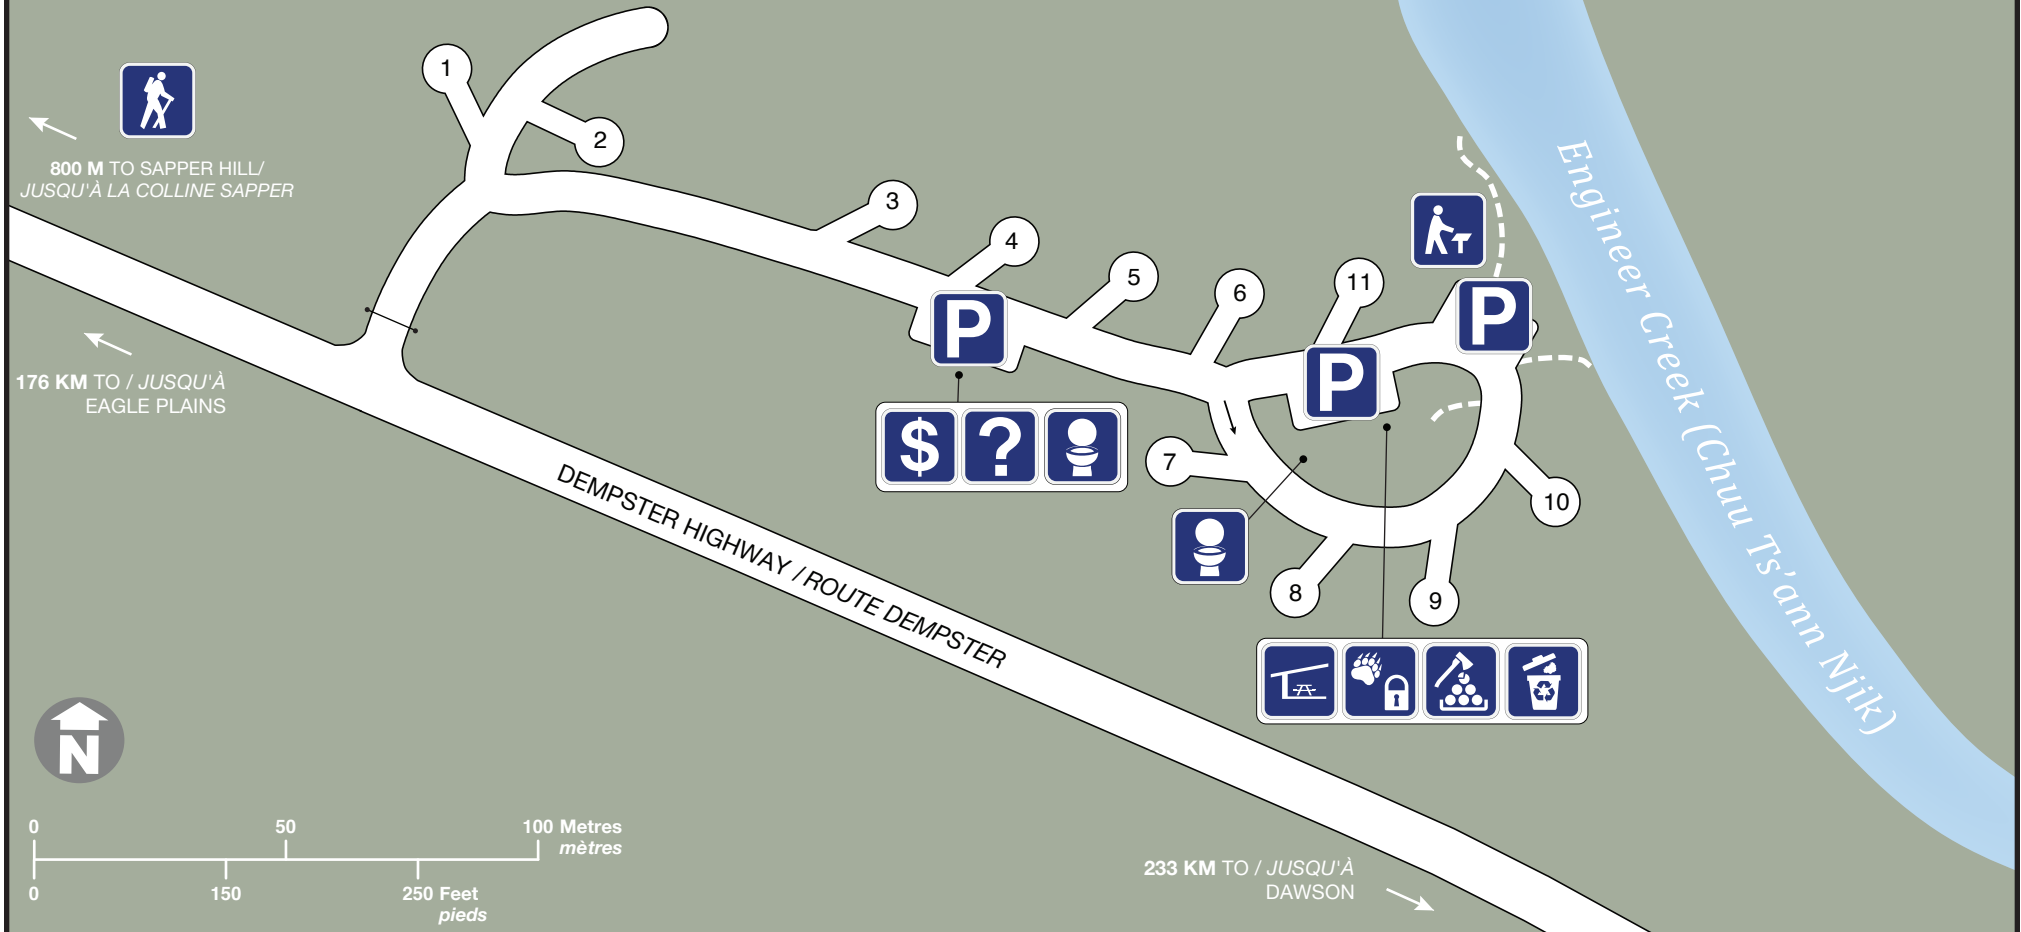 800 M TO SAPPER HILL/
JUSQU'À LA COLLINE SAPPER
176 KM TO / JUSQU'À
EAGLE PLAINS
1
2
3
4
5
6
11
7
8
9
10
P
P
P
$
?
DEMPSTER HIGHWAY / ROUTE DEMPSTER
Engineer Creek (Chuu Ts'ann Njik)
N
0
50
100 Metres
mètres
0
150
250 Feet
pieds
233 KM TO / JUSQU'À
DAWSON